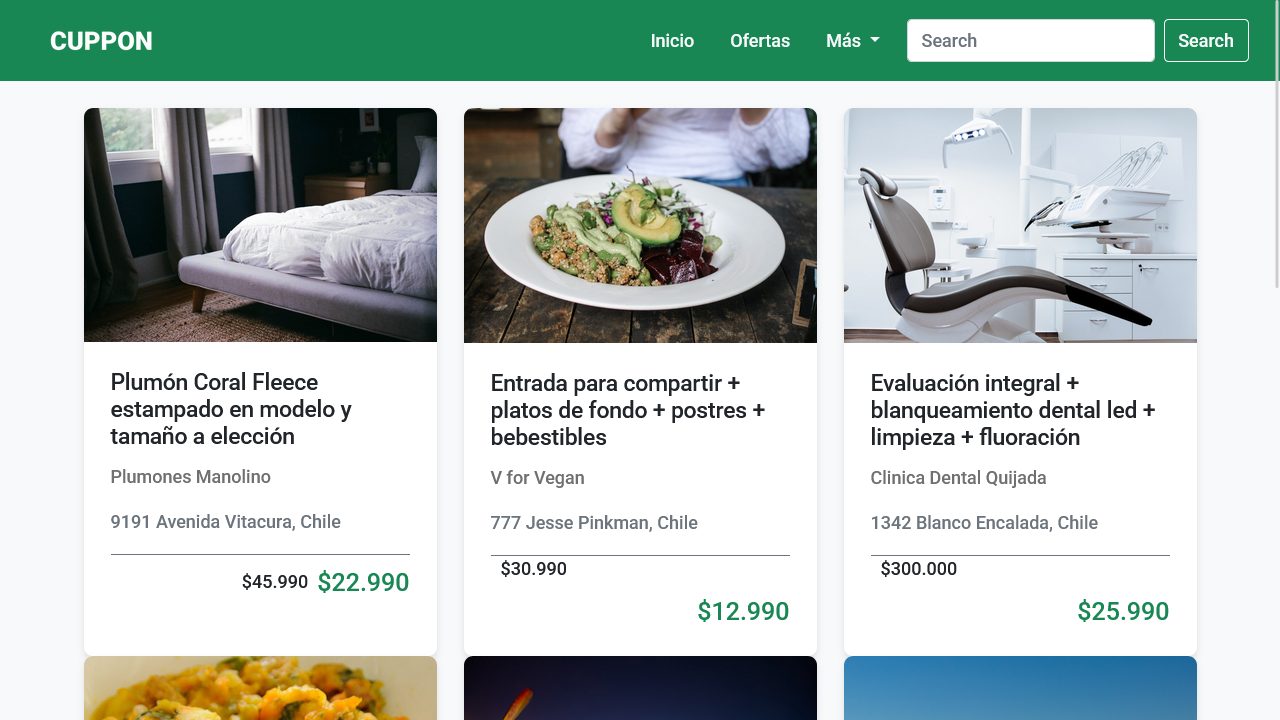 CUPPON
Inicio
Ofertas
Más
Search
Search
Plumón Coral Fleece
estampado en modelo y
tamaño a elección
Plumones Manolino
9191 Avenida Vitacura, Chile
$45.990 $22.990
Entrada para compartir +
platos de fondo + postres +
bebestibles
V for Vegan
777 Jesse Pinkman, Chile
$30.990
$12.990
Evaluación integral +
blanqueamiento dental led +
limpieza + fluoración
Clinica Dental Quijada
1342 Blanco Encalada, Chile
$300.000
$25.990